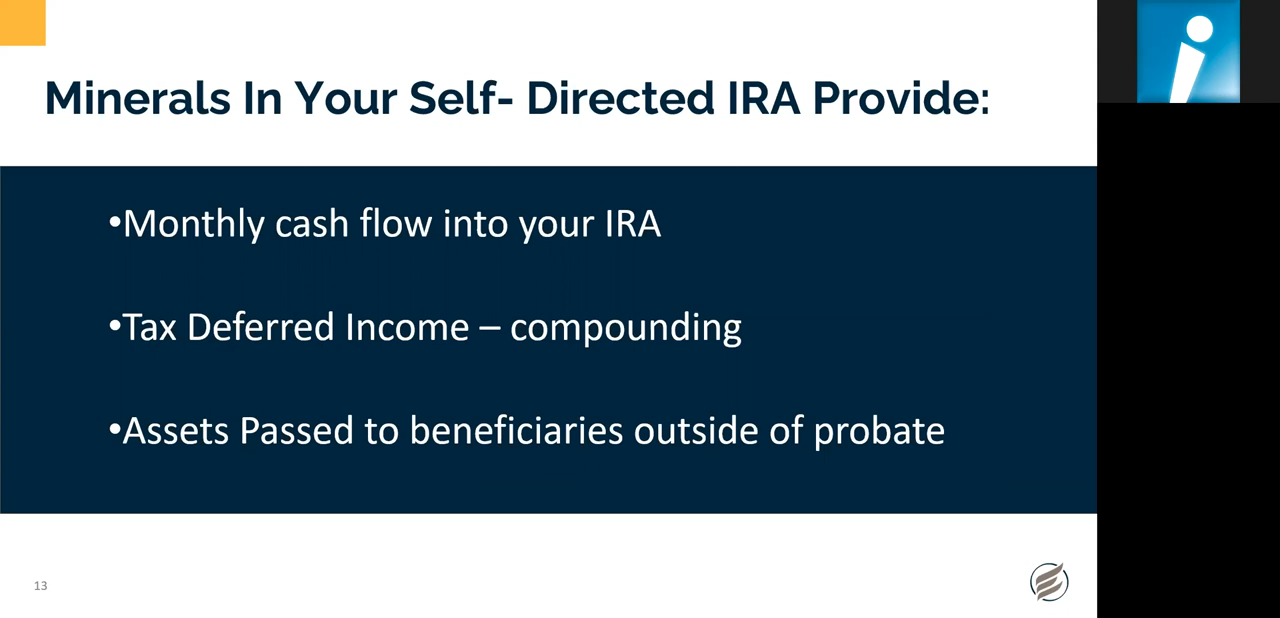 Minerals In Your Self- Directed IRA Provide:
•Monthly cash flow into your IRA
•Tax Deferred Income – compounding
•Assets Passed to beneficiaries outside of probate
13